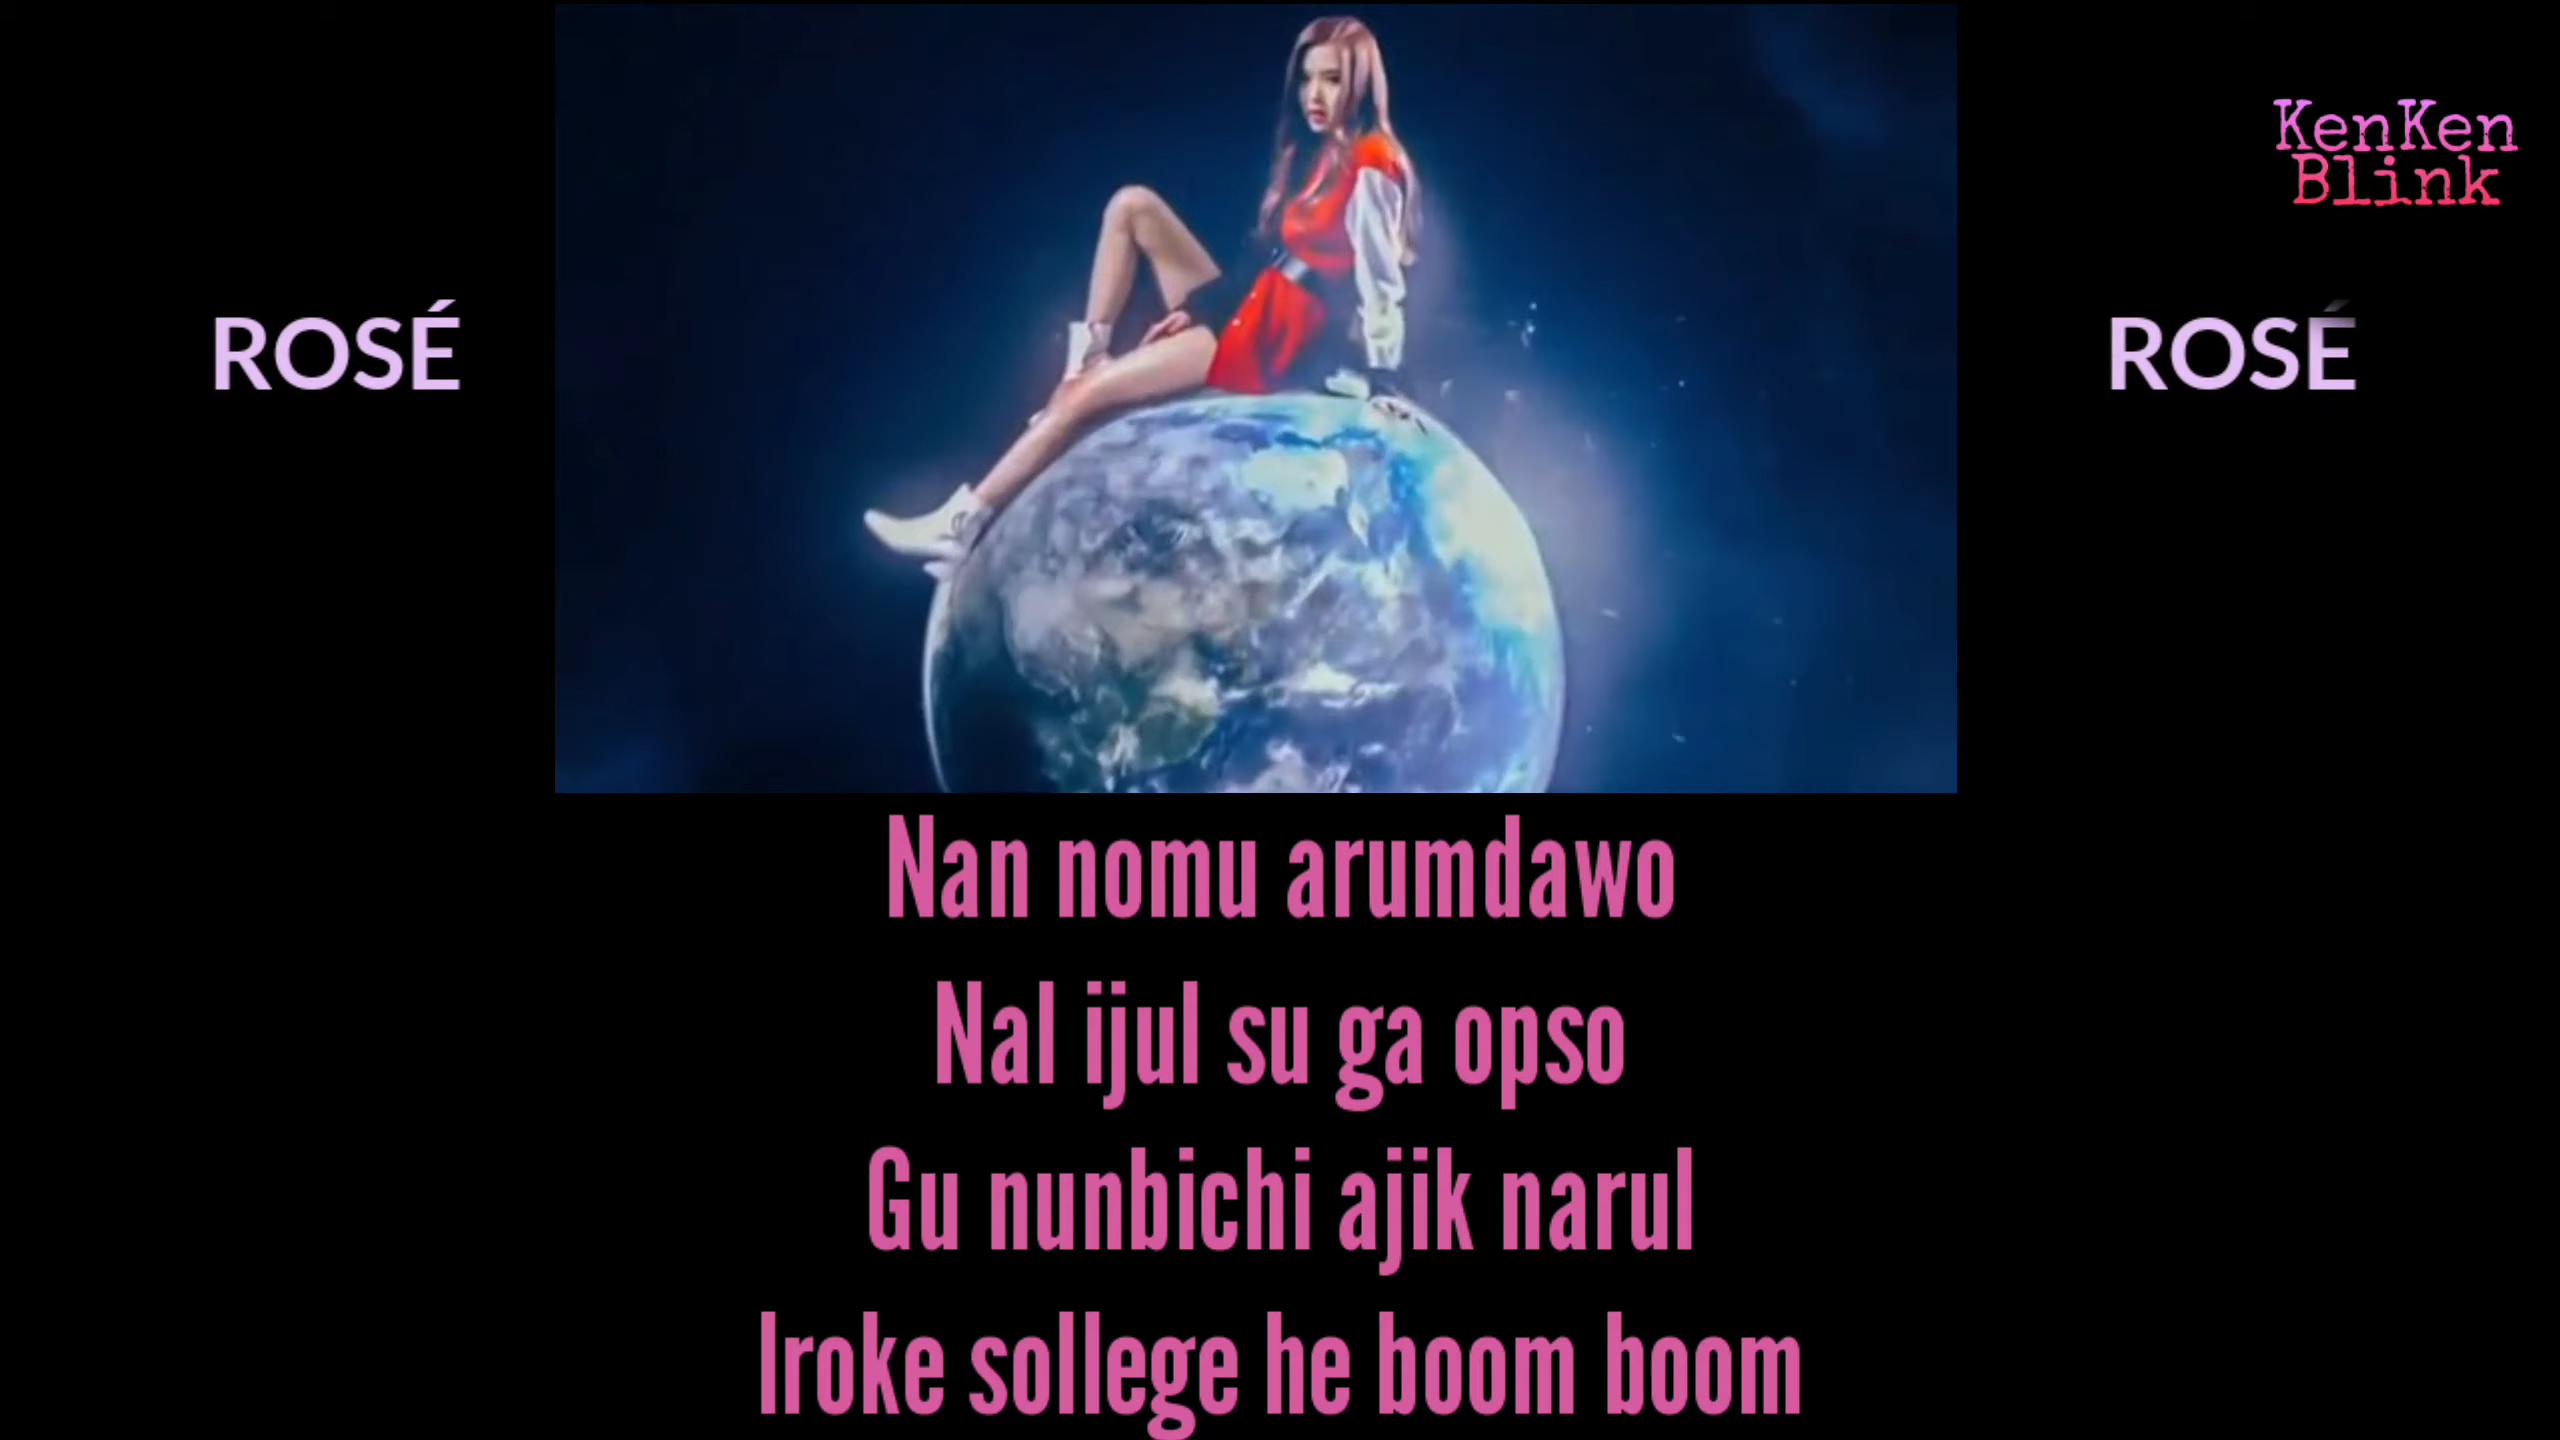 KenKen
Blink
ROSÉ
ROSÉ
Nan nomu arumdawo
Nal ijul su ga opso
Gu nunbichi ajik narul
Iroke sollege he boom boom